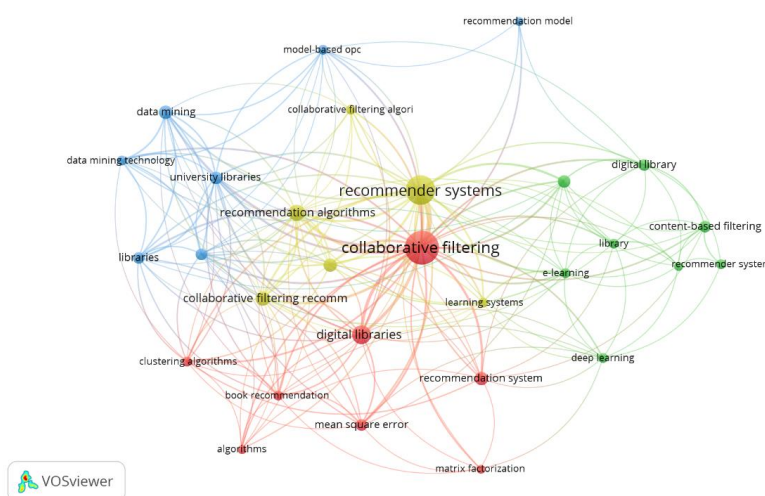 recommendation model
model-based opc
data mining
collaborative filtering algori
data mining technology
digital library
university libraries
recommender systems
recommendation algorithms
content-based filtering
collaborative filtering
library
libraries
recommender system
e-learning
collaborative filtering recomm
learning systems
digital libraries
clustering algorithms
deep learning
recommendation system
book recommendation
mean square error
algorithms
matrix factorization
VOSviewer